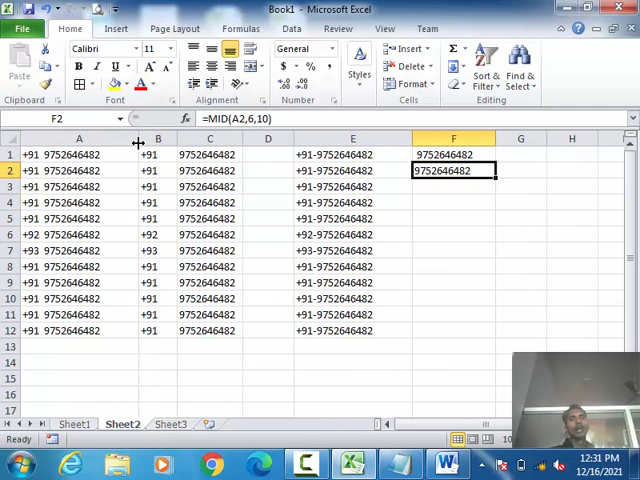 Book1 - Microsoft Excel
File Home Insert Page Layout Formulas Data Review View Team
Paste Calibri 11 General Insert Σ
B I U A $ % , Styles Delete Sort & Filter Find & Select
Format
Clipboard Font Alignment Number Cells Editing
F2 fx =MID(A2,6,10)
A B C D E F G H
1 +91 9752646482 +91 9752646482 +91-9752646482 9752646482
2 +91 9752646482 +91 9752646482 +91-9752646482 9752646482
3 +91 9752646482 +91 9752646482 +91-9752646482
4 +91 9752646482 +91 9752646482 +91-9752646482
5 +91 9752646482 +91 9752646482 +91-9752646482
6 +92 9752646482 +92 9752646482 +92-9752646482
7 +93 9752646482 +93 9752646482 +93-9752646482
8 +91 9752646482 +91 9752646482 +91-9752646482
9 +91 9752646482 +91 9752646482 +91-9752646482
10 +91 9752646482 +91 9752646482 +91-9752646482
11 +91 9752646482 +91 9752646482 +91-9752646482
12 +91 9752646482 +91 9752646482 +91-9752646482
13
14
15
16
17
Sheet1 Sheet2 Sheet3
Ready 10
12:31 PM
12/16/2021